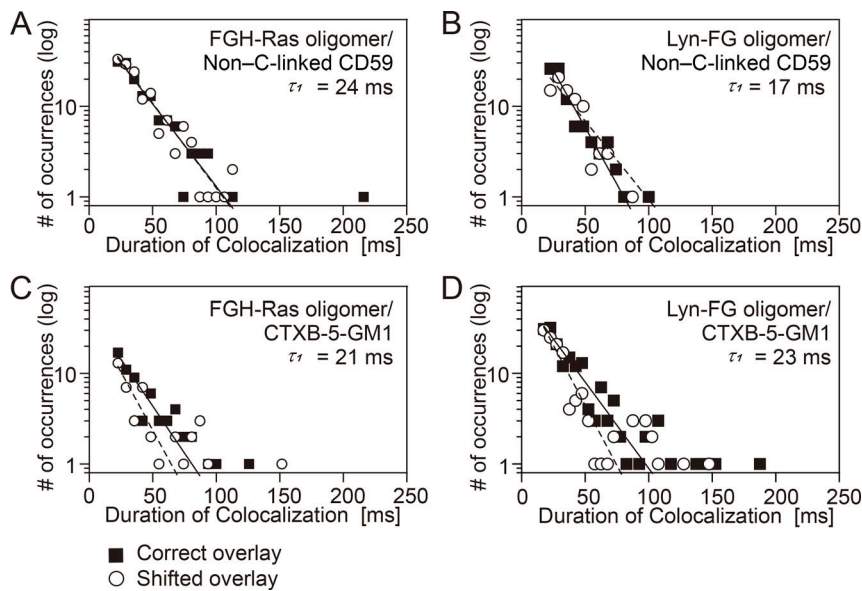 A
FGH-Ras oligomer/
Non–C-linked CD59
τ1 = 24 ms
# of occurrences (log)
10
1
0 50 100 150 200 250
Duration of Colocalization [ms]
B
Lyn-FG oligomer/
Non–C-linked CD59
τ1 = 17 ms
# of occurrences (log)
10
1
0 50 100 150 200 250
Duration of Colocalization [ms]
C
FGH-Ras oligomer/
CTXB-5-GM1
τ1 = 21 ms
# of occurrences (log)
10
1
0 50 100 150 200 250
Duration of Colocalization [ms]
D
Lyn-FG oligomer/
CTXB-5-GM1
τ1 = 23 ms
# of occurrences (log)
10
1
0 50 100 150 200 250
Duration of Colocalization [ms]
Correct overlay
Shifted overlay